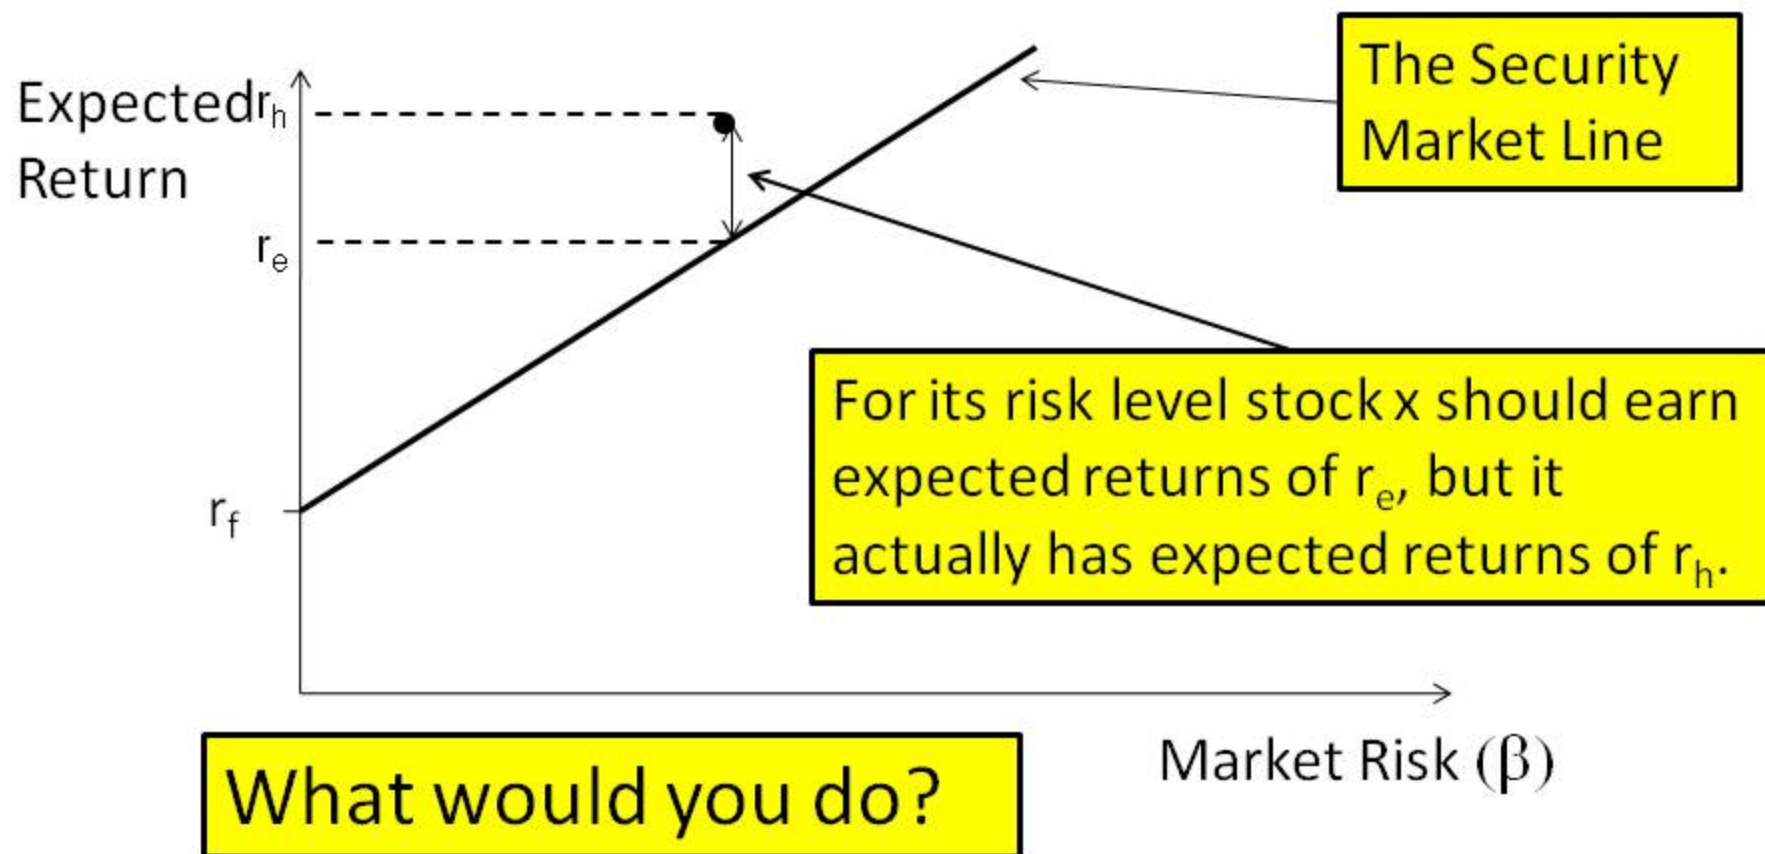 The Security
Market Line
Expected
Return
r_h
r_e
r_f
For its risk level stock x should earn
expected returns of r_e, but it
actually has expected returns of r_h.
Market Risk (β)
What would you do?